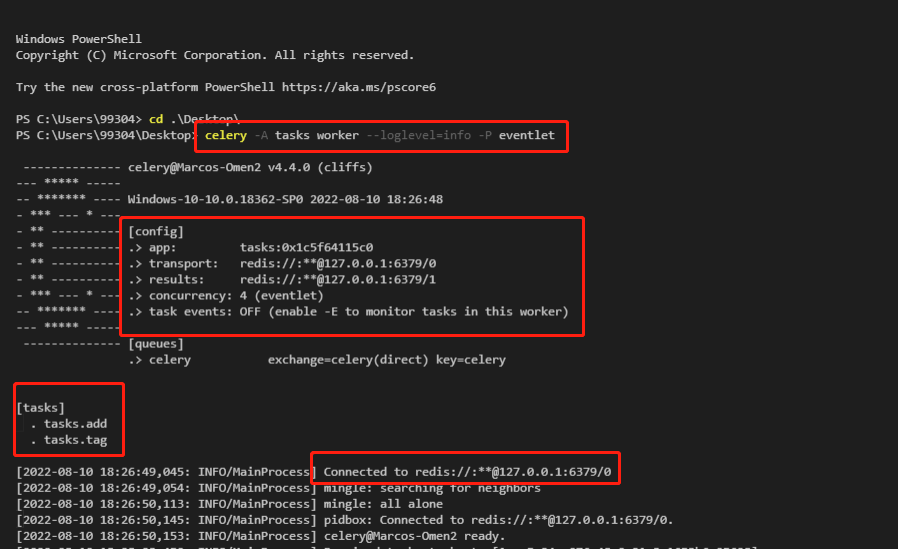 Windows PowerShell
Copyright (C) Microsoft Corporation. All rights reserved.
Try the new cross-platform PowerShell https://aka.ms/pscore6
PS C:\Users\99304> cd .\Desktop\
PS C:\Users\99304\Desktop> celery -A tasks worker --loglevel=info -P eventlet
-------------- celery@Marcos-Omen2 v4.4.0 (cliffs)
--- ***** -----
-- ******* ---- Windows-10-10.0.18362-SP0 2022-08-10 18:26:48
- *** --- * ---
- ** ---------- [config]
- ** ---------- .> app:         tasks:0x1c5f64115c0
- ** ---------- .> transport:   redis://:**@127.0.0.1:6379/0
- ** ---------- .> results:     redis://:**@127.0.0.1:6379/1
- *** --- * --- .> concurrency: 4 (eventlet)
-- ******* ---- .> task events: OFF (enable -E to monitor tasks in this worker)
--- ***** -----
-------------- [queues]
.> celery           exchange=celery(direct) key=celery
[tasks]
. tasks.add
. tasks.tag
[2022-08-10 18:26:49,045: INFO/MainProcess] Connected to redis://:**@127.0.0.1:6379/0
[2022-08-10 18:26:49,054: INFO/MainProcess] mingle: searching for neighbors
[2022-08-10 18:26:50,113: INFO/MainProcess] mingle: all alone
[2022-08-10 18:26:50,145: INFO/MainProcess] pidbox: Connected to redis://:**@127.0.0.1:6379/0.
[2022-08-10 18:26:50,153: INFO/MainProcess] celery@Marcos-Omen2 ready.